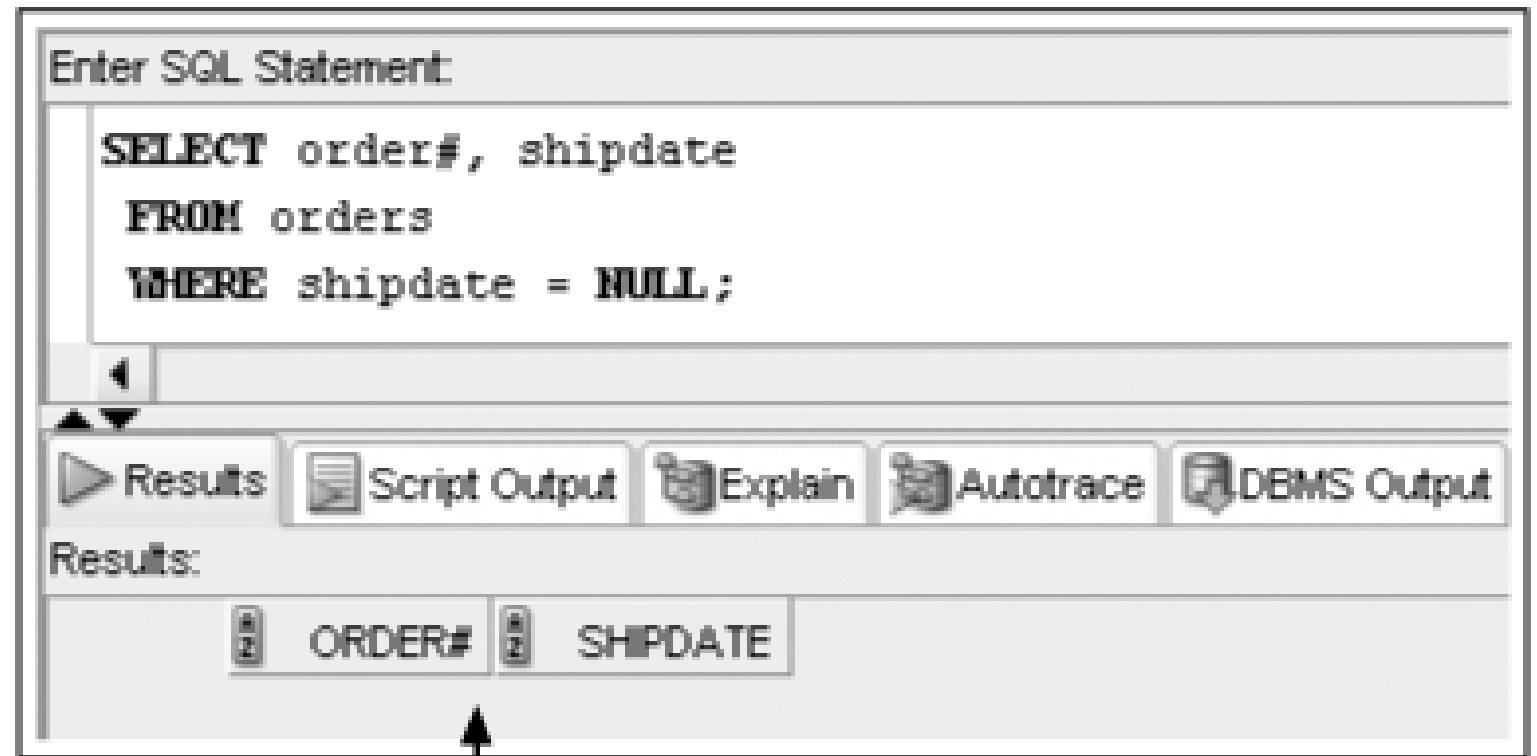 Enter SQL Statement:
SELECT order#, shipdate
FROM orders
WHERE shipdate = NULL;
Results Script Output Explain Autotrace DBMS Output
Results:
ORDER# SHIPDATE